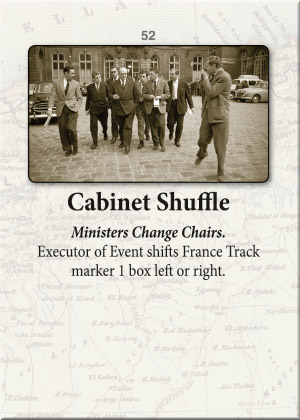 52
Cabinet Shuffle
Ministers Change Chairs.
Executor of Event shifts France Track
marker 1 box left or right.